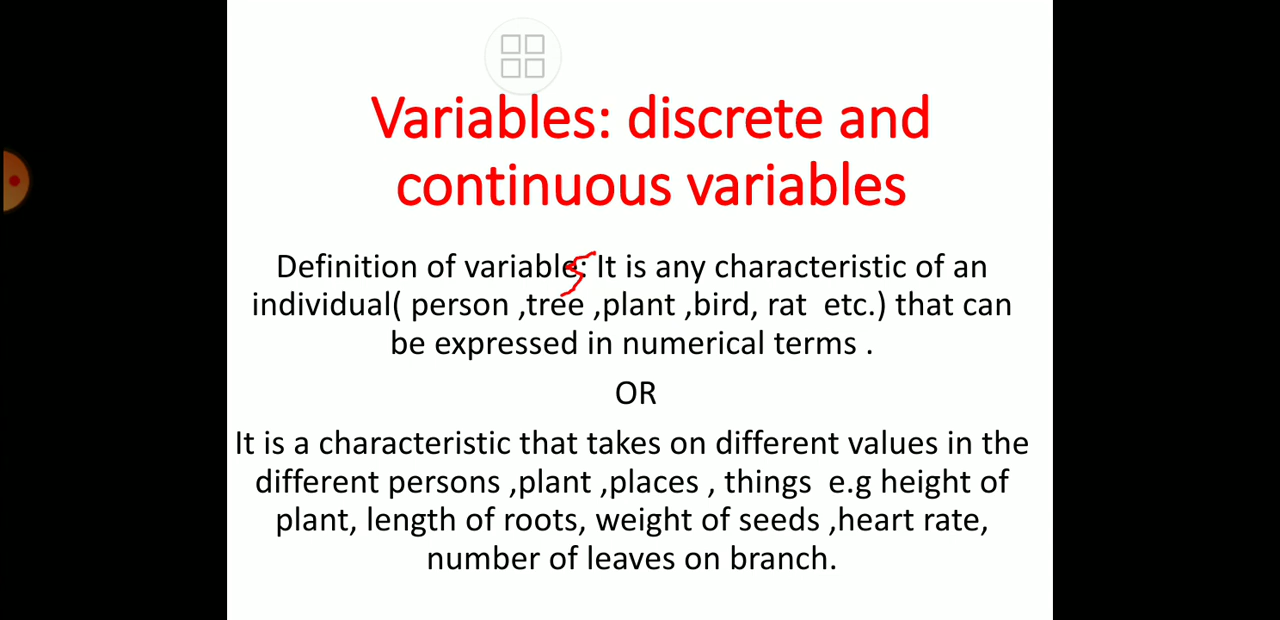 Variables: discrete and
continuous variables
Definition of variable: It is any characteristic of an
individual( person ,tree ,plant ,bird, rat  etc.) that can
be expressed in numerical terms .
OR
It is a characteristic that takes on different values in the
different persons ,plant ,places , things  e.g height of
plant, length of roots, weight of seeds ,heart rate,
number of leaves on branch.